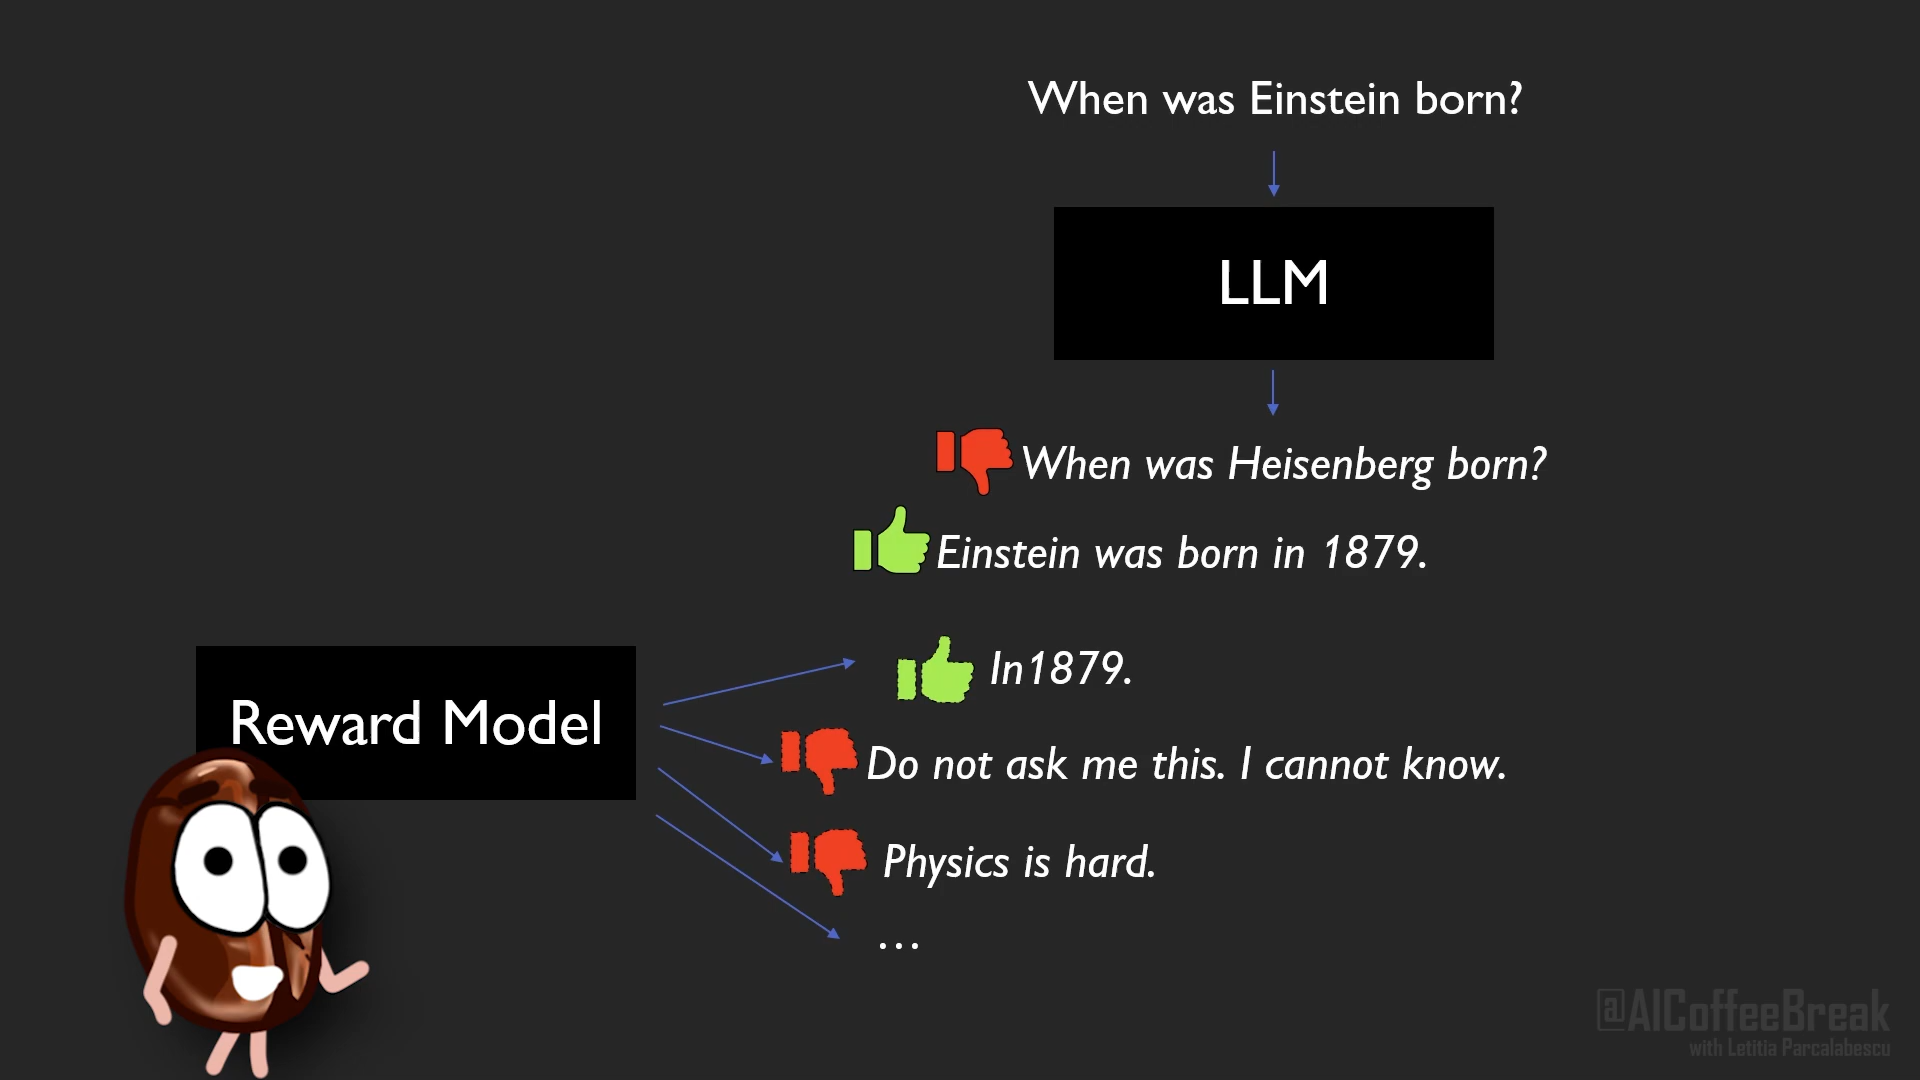 When was Einstein born?
LLM
When was Heisenberg born?
Einstein was born in 1879.
Reward Model
In1879.
Do not ask me this. I cannot know.
Physics is hard.
...
@AICoffeeBreak
with Letitia Parcalabescu